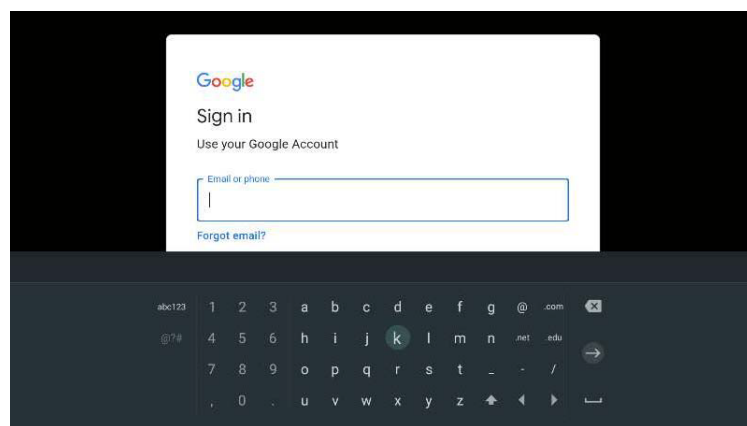 Google
Sign in
Use your Google Account
Email or phone
Forgot email?
abc123 1 2 3 a b c d e f g @ .com
@?# 4 5 6 h i j k l m n .net .edu
7 8 9 o p q r s t _ - /
, 0 . u v w x y z